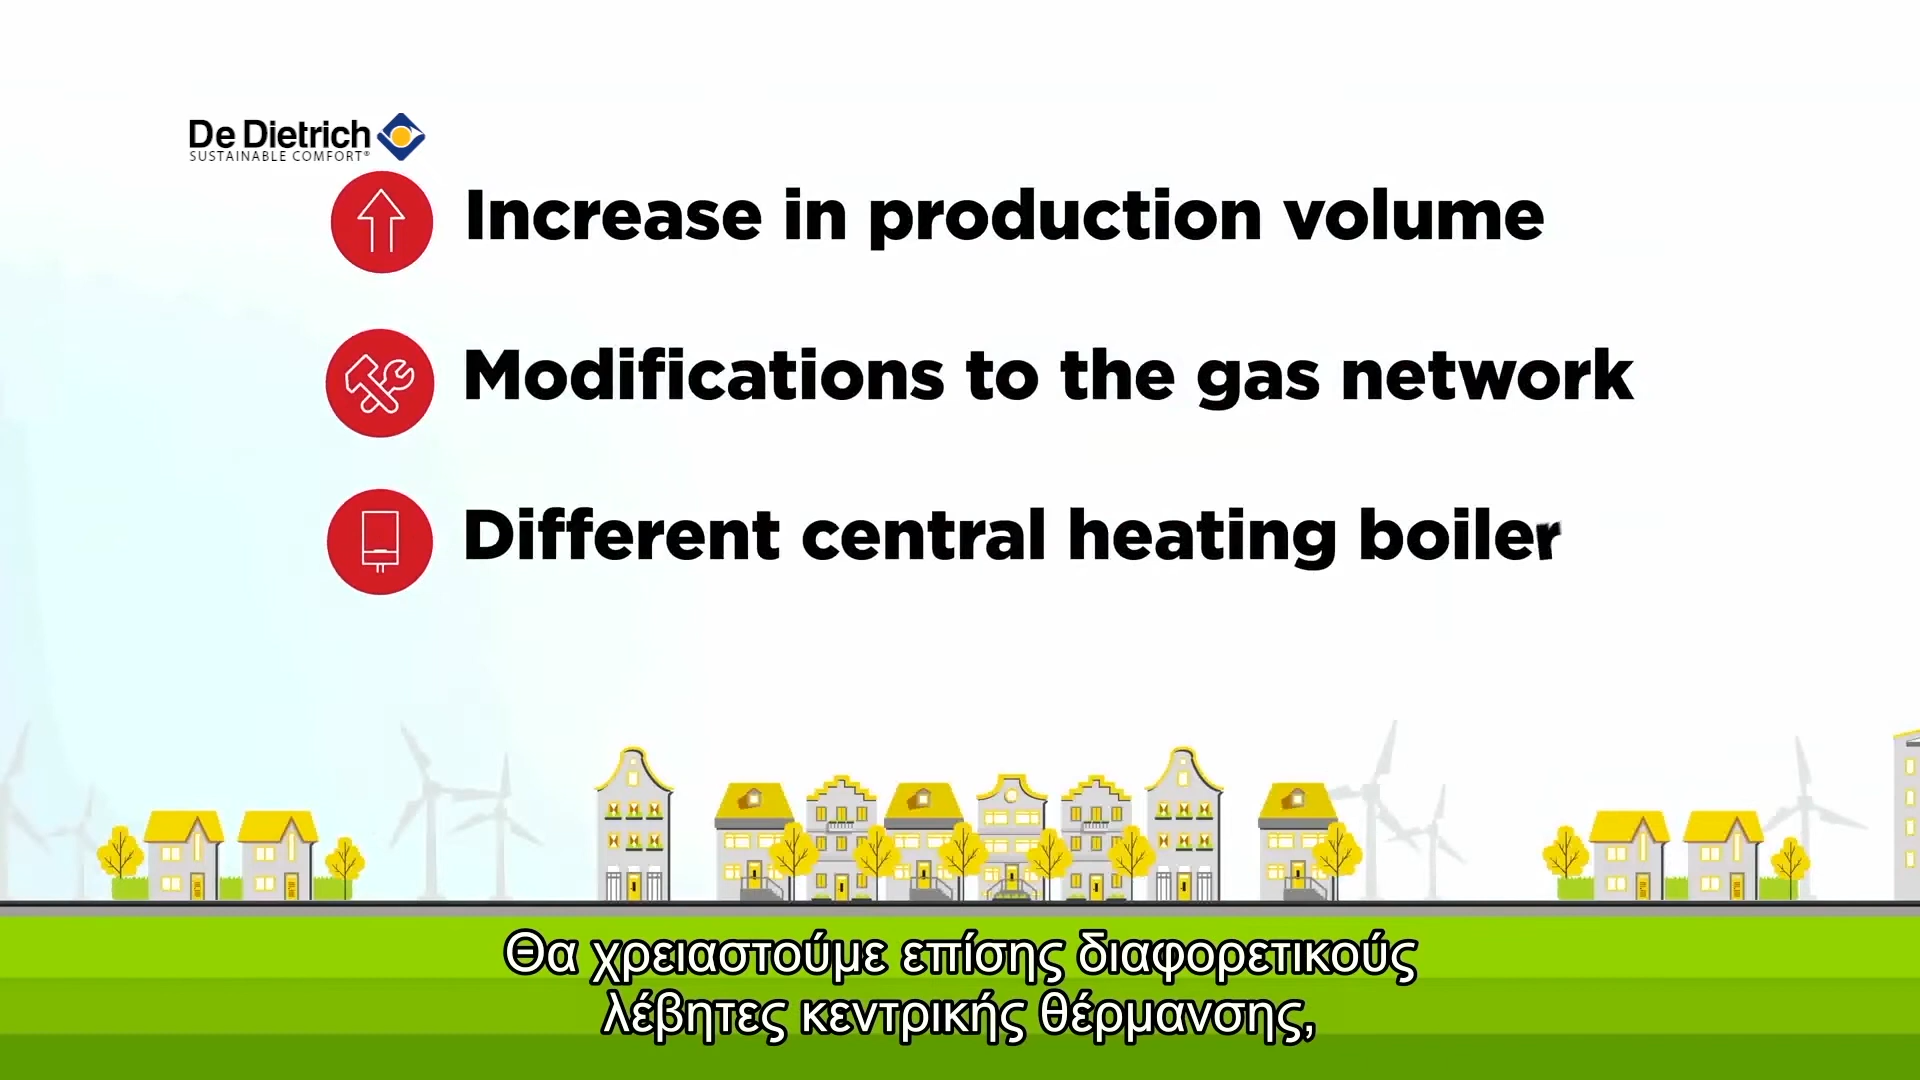 De Dietrich
SUSTAINABLE COMFORT®
Increase in production volume
Modifications to the gas network
Different central heating boiler
Θα χρειαστούμε επίσης διαφορετικούς
λέβητες κεντρικής θέρμανσης,